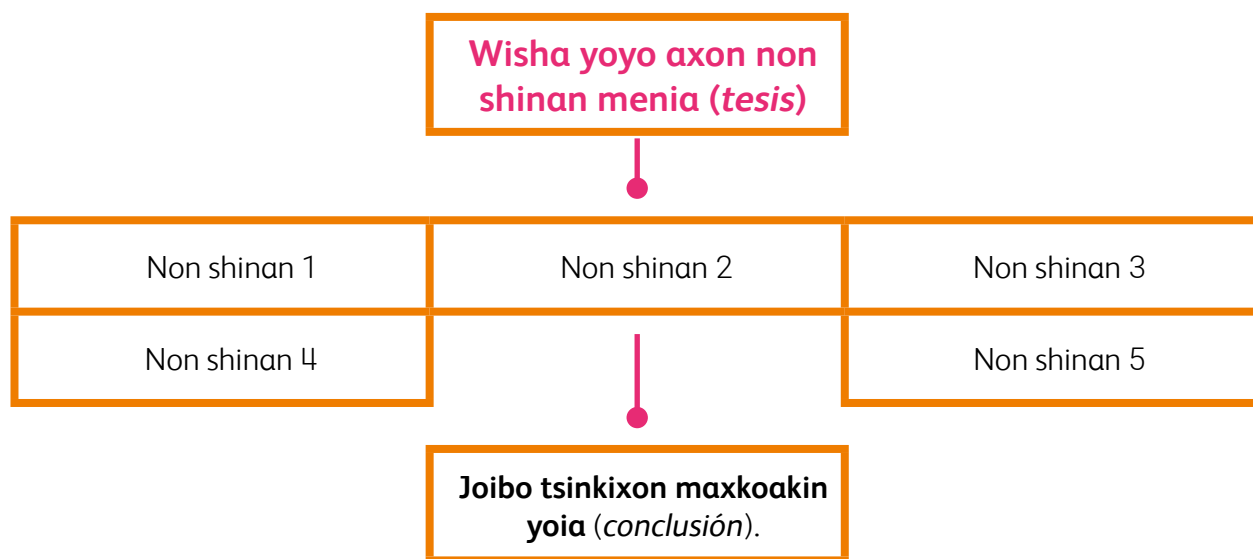 Wisha yoyo axon non
shinan menia (tesis)
Non shinan 1
Non shinan 2
Non shinan 3
Non shinan 4
Non shinan 5
Joibo tsinkixon maxkoakin
yoia (conclusión).